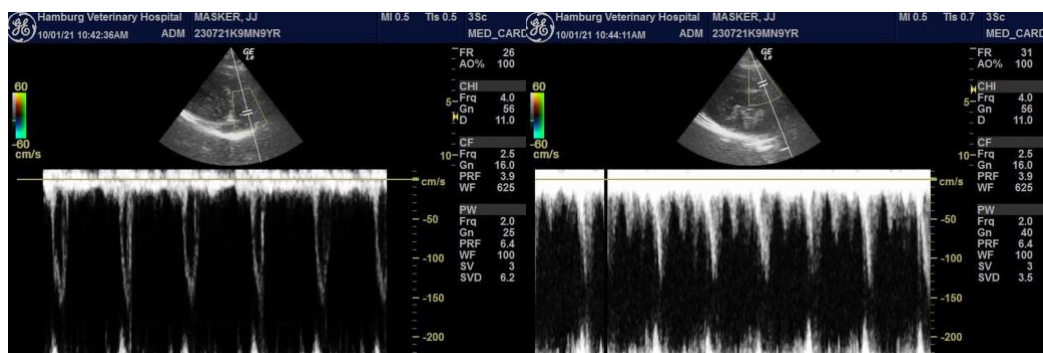 Hamburg Veterinary Hospital MASKER, JJ MI 0.5 TIs 0.5 3Sc
10/01/21 10:42:36AM ADM 230721K9MN9YR MED_CARD
FR 26
AO% 100
CHI
Frq 4.0
Gn 56
D 11.0
CF
Frq 2.5
Gn 16.0
PRF 3.9
WF 625
PW
Frq 2.0
Gn 25
PRF 6.4
WF 100
SV 3
SVD 6.2
60
-60
cm/s
5
10
cm/s
-50
-100
-150
-200
Hamburg Veterinary Hospital MASKER, JJ MI 0.5 TIs 0.7 3Sc
10/01/21 10:44:11AM ADM 230721K9MN9YR MED_CARD
FR 31
AO% 100
CHI
Frq 4.0
Gn 56
D 11.0
CF
Frq 2.5
Gn 16.0
PRF 3.9
WF 625
PW
Frq 2.0
Gn 40
PRF 6.4
WF 100
SV 3
SVD 3.5
60
-60
cm/s
5
10
cm/s
-50
-100
-150
-200